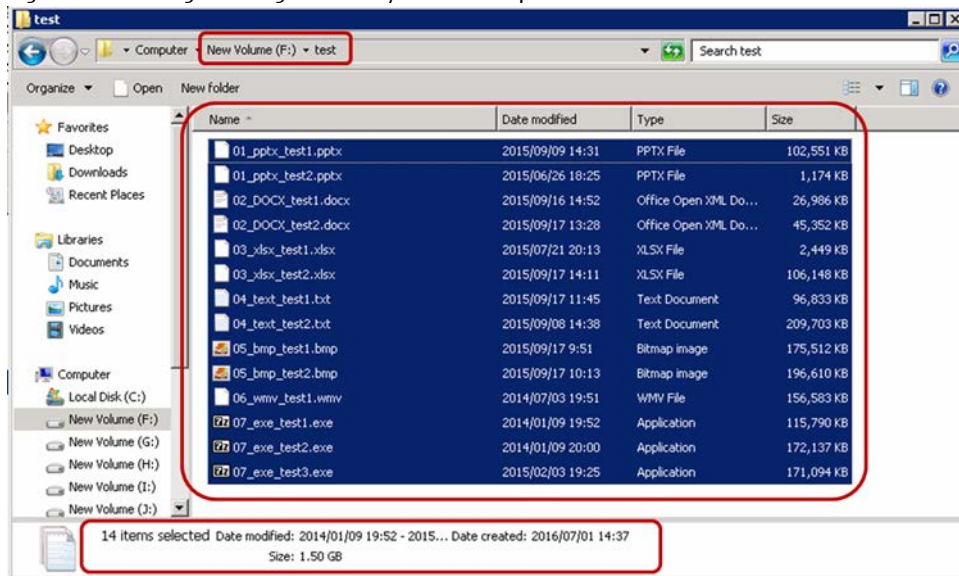 test
Computer New Volume (F:) test Search test
Organize Open New folder
Favorites
Desktop
Downloads
Recent Places
Libraries
Documents
Music
Pictures
Videos
Computer
Local Disk (C:)
New Volume (F:)
New Volume (G:)
New Volume (H:)
New Volume (I:)
New Volume (J:)
Name Date modified Type Size
01_pptx_test1.pptx 2015/09/09 14:31 PPTX File 102,551 KB
01_pptx_test2.pptx 2015/06/26 18:25 PPTX File 1,174 KB
02_DOCX_test1.docx 2015/09/16 14:52 Office Open XML Do... 26,986 KB
02_DOCX_test2.docx 2015/09/17 13:28 Office Open XML Do... 45,352 KB
03_xlsx_test1.xlsx 2015/07/21 20:13 XLSX File 2,449 KB
03_xlsx_test2.xlsx 2015/09/17 14:11 XLSX File 106,148 KB
04_text_test1.txt 2015/09/17 11:45 Text Document 96,833 KB
04_text_test2.txt 2015/09/08 14:38 Text Document 209,703 KB
05_bmp_test1.bmp 2015/09/17 9:51 Bitmap image 175,512 KB
05_bmp_test2.bmp 2015/09/17 10:13 Bitmap image 196,610 KB
06_wmv_test1.wmv 2014/07/03 19:51 WMV File 156,583 KB
07_exe_test1.exe 2014/01/09 19:52 Application 115,790 KB
07_exe_test2.exe 2014/01/09 20:00 Application 172,137 KB
07_exe_test3.exe 2015/02/03 19:25 Application 171,094 KB
14 items selected Date modified: 2014/01/09 19:52 - 2015... Date created: 2016/07/01 14:37
Size: 1.50 GB